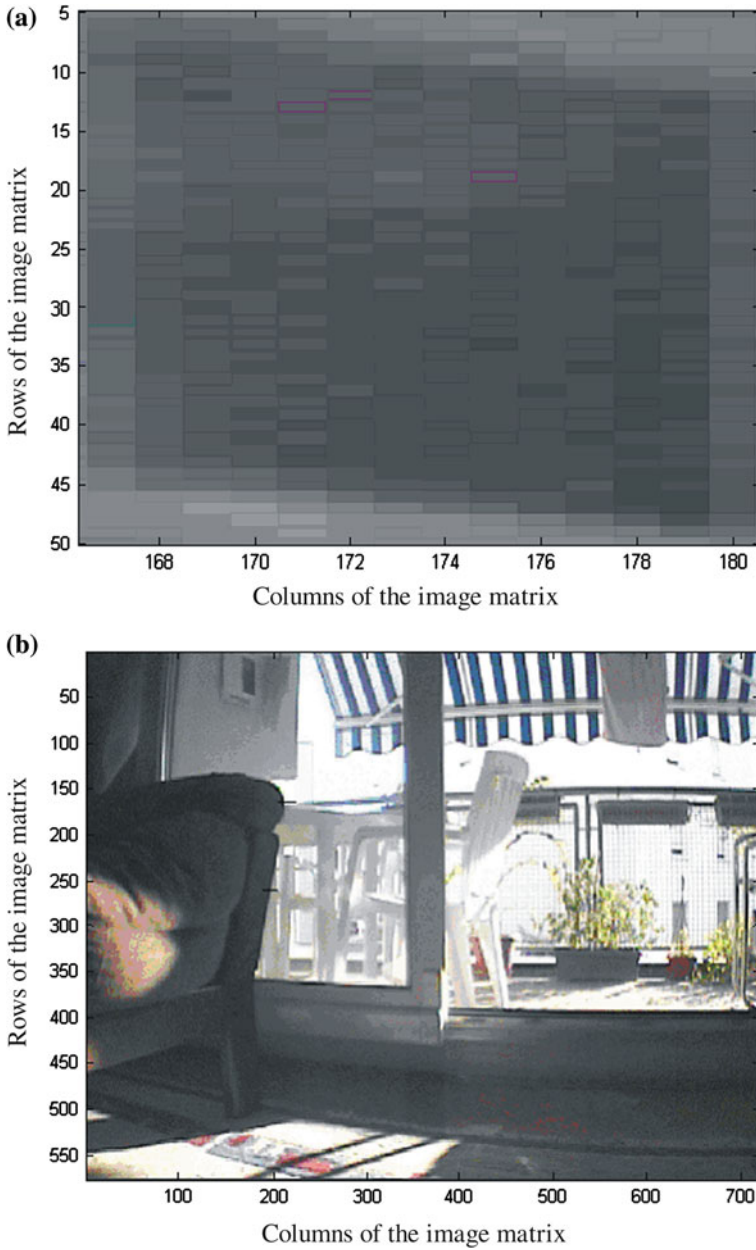 (a)
5
10
15
20
25
30
35
40
45
50
Rows of the image matrix
168 170 172 174 176 178 180
Columns of the image matrix
(b)
50
100
150
200
250
300
350
400
450
500
550
Rows of the image matrix
100 200 300 400 500 600 700
Columns of the image matrix